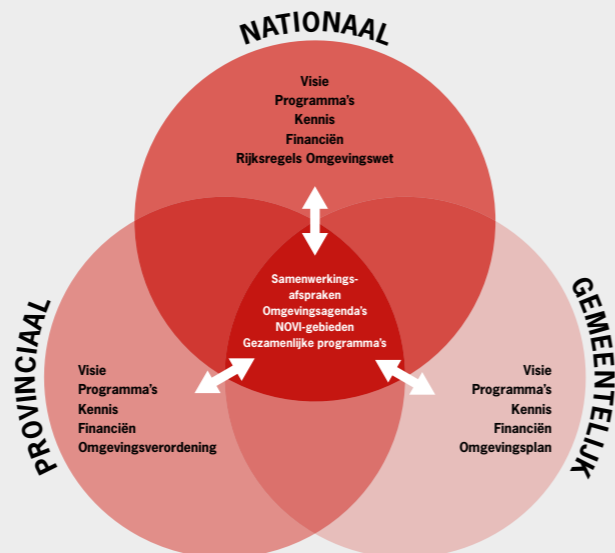 NATIONAAL
Visie
Programma's
Kennis
Financiën
Rijksregels Omgevingswet
Samenwerkings-
afspraken
Omgevingsagenda's
NOVI-gebieden
Gezamenlijke programma's
PROVINCIAAL
Visie
Programma's
Kennis
Financiën
Omgevingsverordening
GEMEENTELIJK
Visie
Programma's
Kennis
Financiën
Omgevingsplan